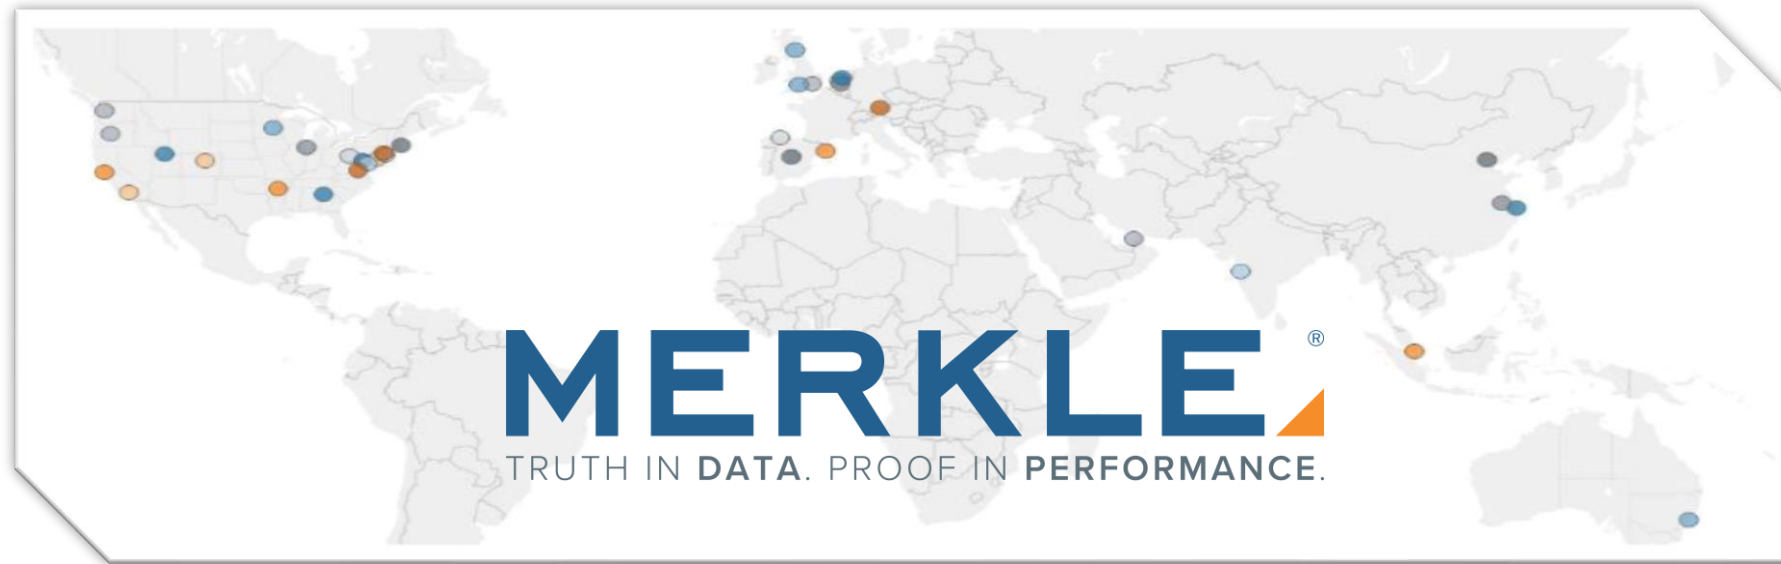 MERKLE®
TRUTH IN DATA. PROOF IN PERFORMANCE.